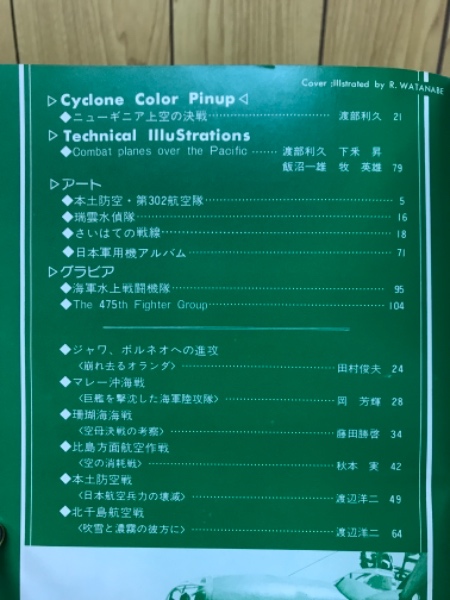 Cover :Illstrated by R. WATANABE
▷Cyclone Color Pinup◁
◆ニューギニア上空の決戦 渡部利久 21
▷Technical IlluStrations
◆Combat planes over the Pacific 渡部利久 下釆 昇
飯沼一雄 牧 英雄 79
▷アート
◆本土防空・第302航空隊 5
◆瑞雲水偵隊 16
◆さいはての戦線 18
◆日本軍用機アルバム 71
▷グラビア
◆海軍水上戦闘機隊 95
◆The 475th Fighter Group 104
◆ジャワ、ボルネオへの進攻
〈崩れ去るオランダ〉 田村俊夫 24
◆マレー沖海戦
〈巨艦を撃沈した海軍陸攻隊〉 岡 芳輝 28
◆珊瑚海海戦
〈空母決戦の考察〉 藤田勝啓 34
◆比島方面航空作戦
〈空の消耗戦〉 秋本 実 42
◆本土防空戦
〈日本航空兵力の壊滅〉 渡辺洋二 49
◆北千島航空戦
〈吹雪と濃霧の彼方に〉 渡辺洋二 64